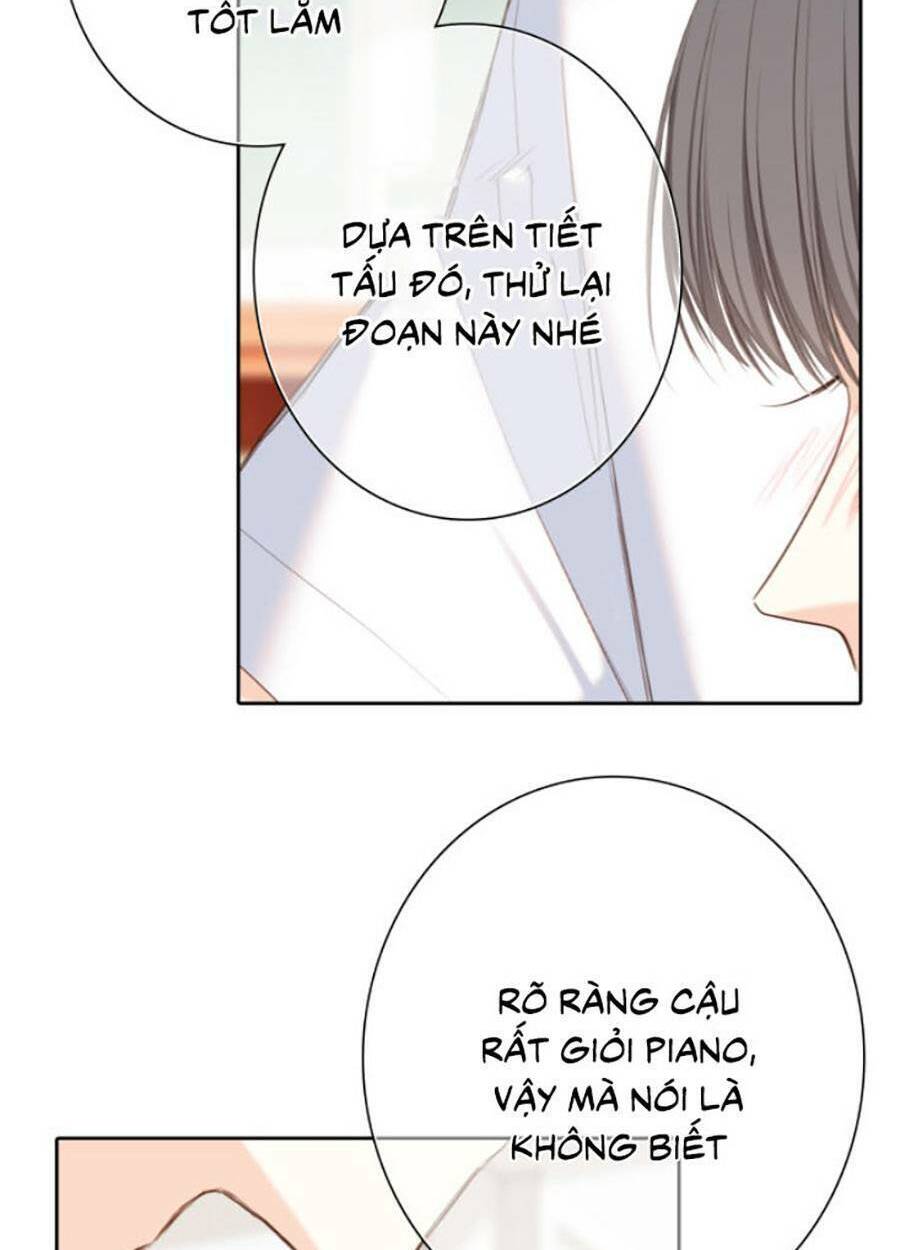 TỐT LẮM
DỰA TRÊN TIẾT
TẤU ĐÓ, THỬ LẠI
ĐOẠN NÀY NHÉ
RÕ RÀNG CẬU
RẤT GIỎI PIANO,
VẬY MÀ NÓI LÀ
KHÔNG BIẾT